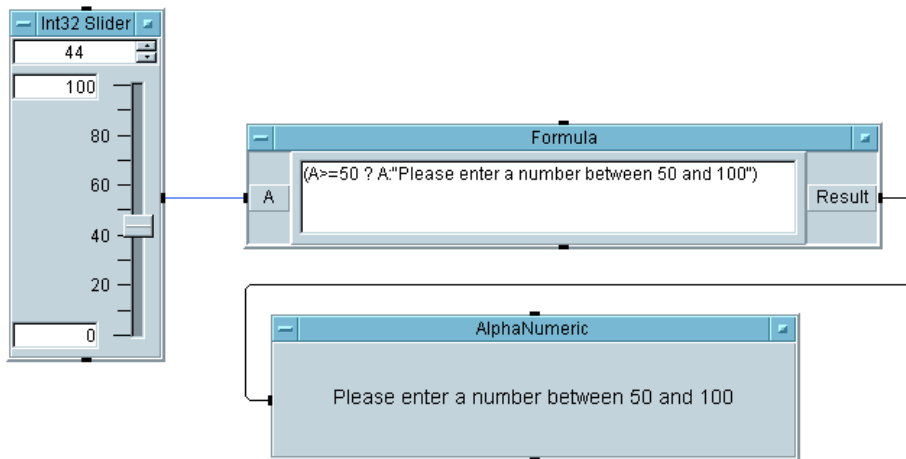 Int32 Slider
44
100
80
60
40
20
0
Formula
A
(A>=50 ? A:"Please enter a number between 50 and 100")
Result
AlphaNumeric
Please enter a number between 50 and 100